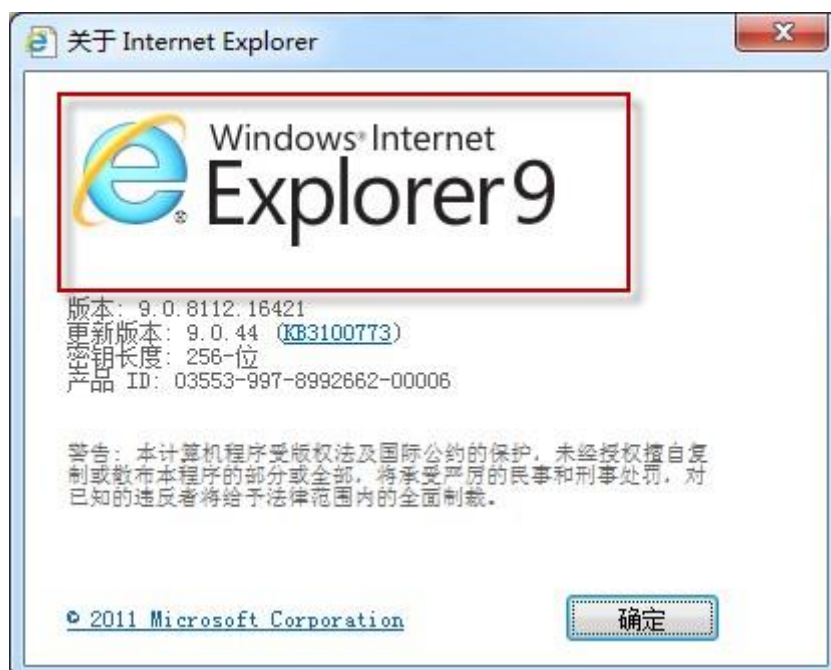 关于 Internet Explorer
Windows® Internet
Explorer 9
版本: 9.0.8112.16421
更新版本: 9.0.44 (KB3100773)
密钥长度: 256-位
产品 ID: 03553-997-8992662-00006
警告: 本计算机程序受版权法及国际公约的保护，未经授权擅自复
制或散布本程序的部分或全部，将承受严厉的民事和刑事处罚，对
已知的违反者将给予法律范围内的全面制裁。
© 2011 Microsoft Corporation
确定